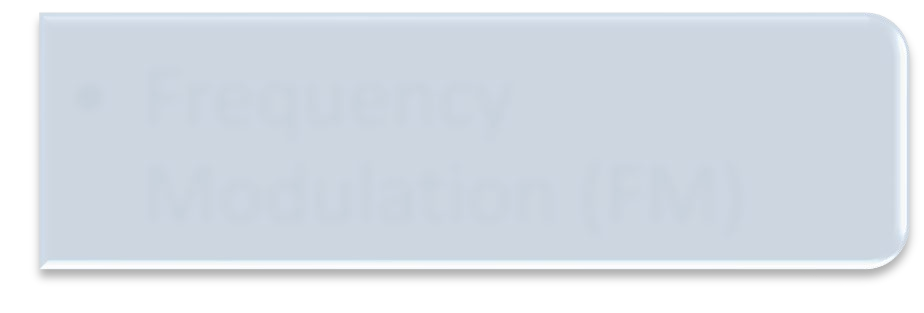 • Frequency
Modulation (FM)